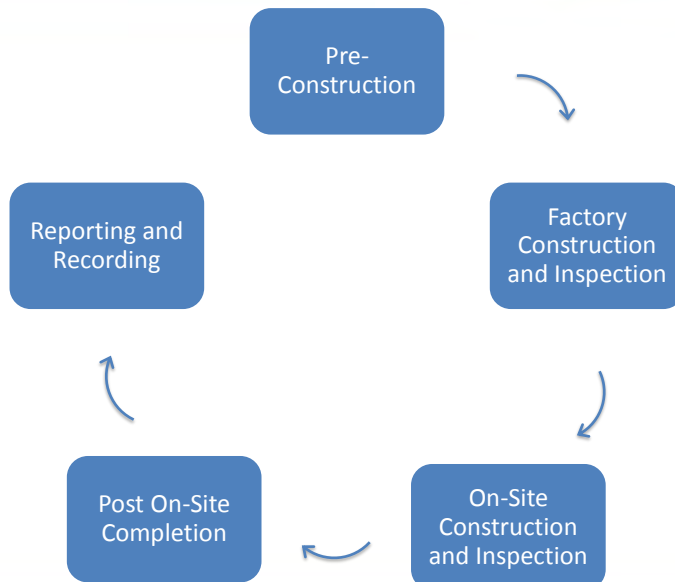 Pre-
Construction
Factory
Construction
and Inspection
On-Site
Construction
and Inspection
Post On-Site
Completion
Reporting and
Recording